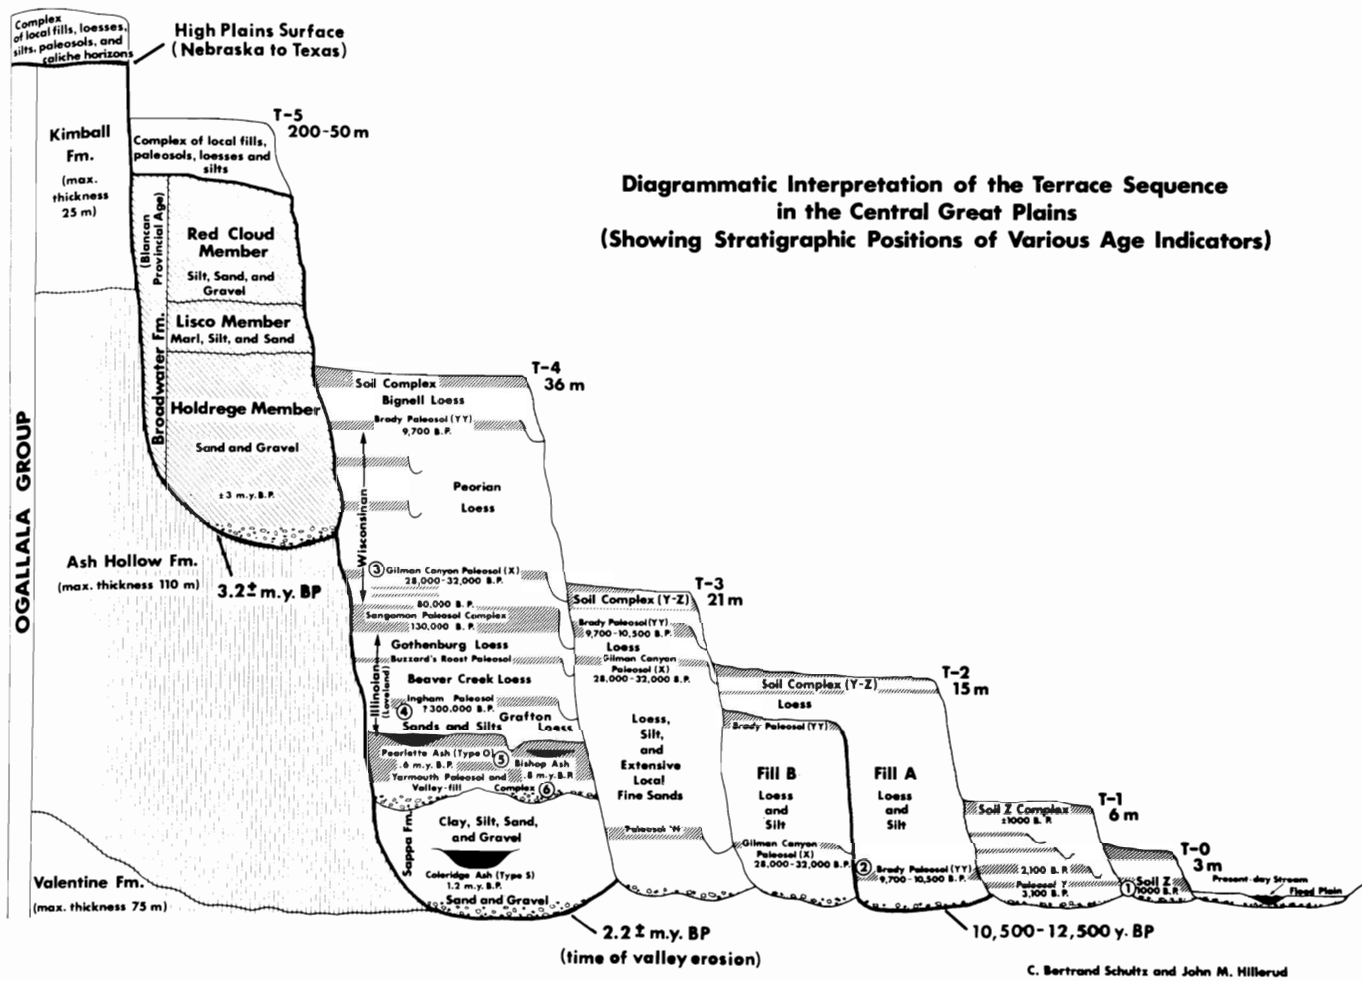 Complex
of local fills, loesses,
silts, paleosols, and
caliche horizons
High Plains Surface
(Nebraska to Texas)
Kimball
Fm.
(max.
thickness
25 m)
T-5
200-50 m
Complex of local fills,
paleosols, loesses and
silts
(Blancan
Provincial Age)
Broadwater Fm.
Red Cloud
Member
Silt, Sand, and
Gravel
Lisco Member
Marl, Silt, and Sand
Holdrege Member
Sand and Gravel
±3 m.y.B.P.
Diagrammatic Interpretation of the Terrace Sequence
in the Central Great Plains
(Showing Stratigraphic Positions of Various Age Indicators)
OGALLALA GROUP
Ash Hollow Fm.
(max. thickness 110 m)
3.2± m.y. BP
Valentine Fm.
(max. thickness 75 m)
T-4
36 m
Soil Complex
Bignell Loess
Brady Paleosol (YY)
9,700 B.P.
Wisconsinan
Peorian
Loess
3 Gilman Canyon Paleosol (X)
28,000-32,000 B.P.
80,000 B.P.
Sangamon Paleosol Complex
130,000 B.P.
Illinoian
(Loveland)
Gothenburg Loess
Buzzard's Roost Paleosol
Beaver Creek Loess
Ingham Paleosol
4 ?300,000 B.P.
Grafton
Sands and Silts Loess
Pearlette Ash (Type O) 5
.6 m.y. B.P.
Bishop Ash
.8 m.y. B.P.
Yarmouth Paleosol and
Valley-fill Complex 6
Sappa Fm.
Clay, Silt, Sand,
and Gravel
Coleridge Ash (Type S)
1.2 m.y. B.P.
Sand and Gravel
2.2± m.y. BP
(time of valley erosion)
T-3
21 m
Soil Complex (Y-Z)
Brady Paleosol (YY)
9,700-10,500 B.P.
Loess
Gilman Canyon
Paleosol (X)
28,000-32,000 B.P.
Loess,
Silt,
and
Extensive
Local
Fine Sands
Paleosol
T-2
15 m
Soil Complex (Y-Z)
Loess
Brady Paleosol (YY)
Fill B
Loess
and
Silt
Gilman Canyon
Paleosol (X)
28,000-32,000 B.P.
Fill A
Loess
and
Silt
2 Brady Paleosol (YY)
9,700-10,500 B.P.
10,500-12,500 y. BP
T-1
6 m
Soil Z Complex
±1000 B.P.
2,100 B.P.
Paleosol Y
3,100 B.P.
T-0
3 m
1 Soil Z
1000 B.P.
Present-day Stream
Flood Plain
C. Bertrand Schultz and John M. Hillerud